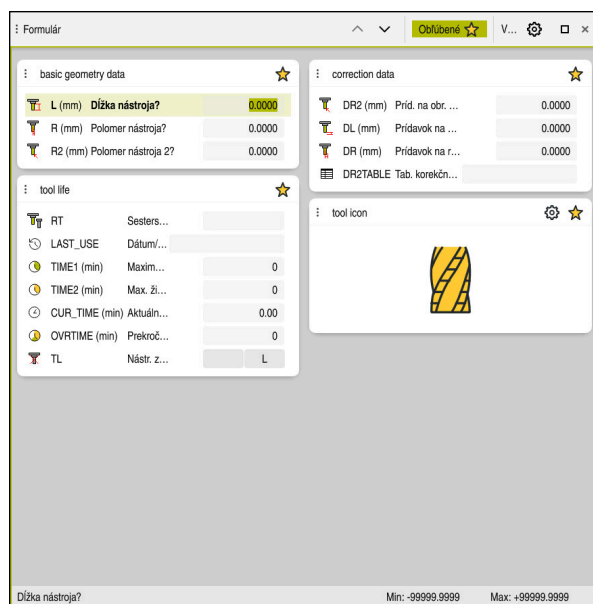 Formulár
Obľúbené
V...
basic geometry data
L (mm) Dĺžka nástroja? 0.0000
R (mm) Polomer nástroja? 0.0000
R2 (mm) Polomer nástroja 2? 0.0000
tool life
RT Sesters...
LAST_USE Dátum/...
TIME1 (min) Maxim... 0
TIME2 (min) Max. ži... 0
CUR_TIME (min) Aktuáln... 0.00
OVRTIME (min) Prekroč... 0
TL Nástr. z... L
correction data
DR2 (mm) Príd. na obr. ... 0.0000
DL (mm) Prídavok na ... 0.0000
DR (mm) Prídavok na r... 0.0000
DR2TABLE Tab. korekčn...
tool icon
Dĺžka nástroja? Min: -99999.9999 Max: +99999.9999